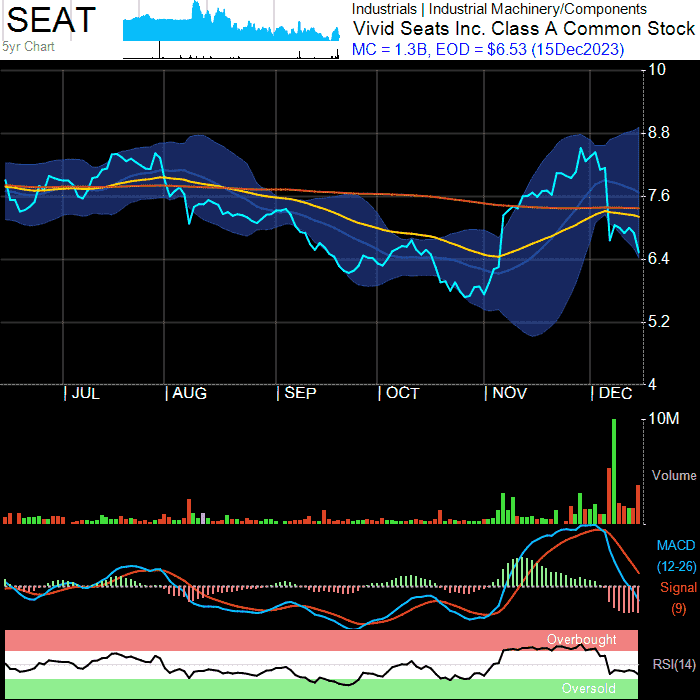 SEAT
5yr Chart
Industrials | Industrial Machinery/Components
Vivid Seats Inc. Class A Common Stock
MC = 1.3B, EOD = $6.53 (15Dec2023)
10
8.8
7.6
6.4
5.2
4
| JUL | AUG | SEP | OCT | NOV | DEC
10M
Volume
MACD
(12-26)
Signal
(9)
Overbought
RSI(14)
Oversold